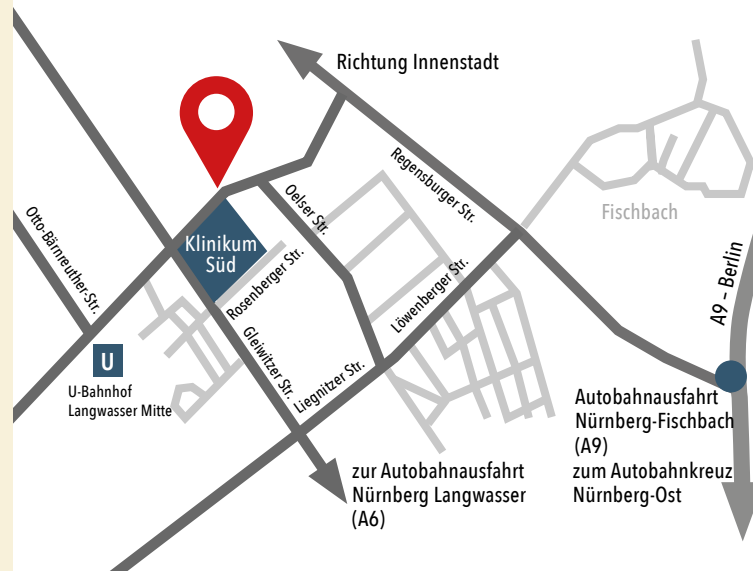 Richtung Innenstadt
Regensburger Str.
Oelser Str.
Fischbach
Otto-Bärnreuther-Str.
Klinikum
Süd
Rosenberger Str.
Löwenberger Str.
A9 – Berlin
Gleiwitzer Str.
U
U-Bahnhof
Langwasser Mitte
Liegnitzer Str.
Autobahnausfahrt
Nürnberg-Fischbach
(A9)
zum Autobahnkreuz
Nürnberg-Ost
zur Autobahnausfahrt
Nürnberg Langwasser
(A6)